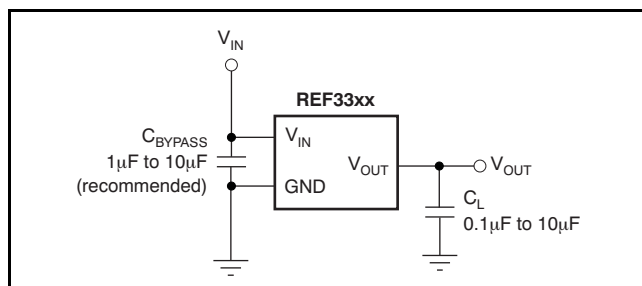 V_IN
REF33xx
C_BYPASS
1μF to 10μF
(recommended)
V_IN
GND
V_OUT
V_OUT
C_L
0.1μF to 10μF